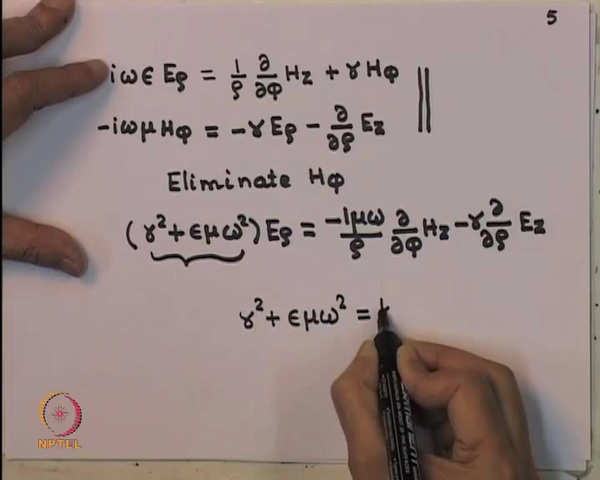 5
iωϵ Eρ = 1/ρ ∂/∂φ Hz + γ Hφ
-iωμ Hφ = -γ Eρ - ∂/∂ρ Ez
Eliminate Hφ
(γ² + ϵμω²) Eρ = -iμω/ρ ∂/∂φ Hz - γ ∂/∂ρ Ez
γ² + ϵμω² =
NPTEL